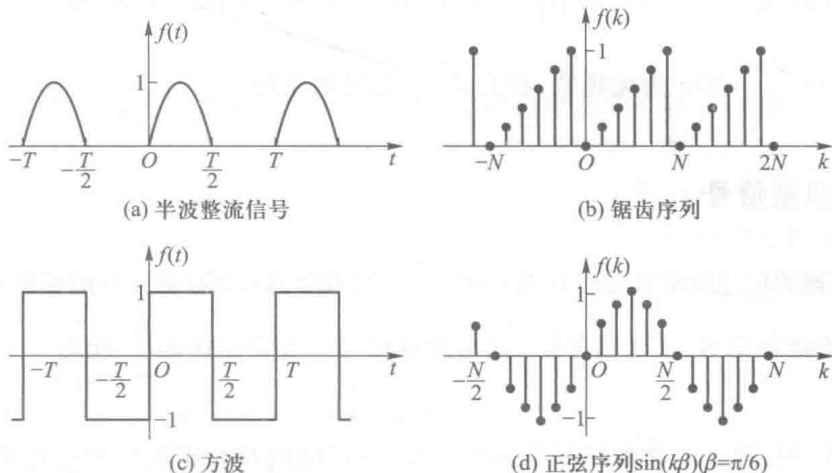 f(t)
1
-T
-T/2
O
T/2
T
t
(a) 半波整流信号
f(k)
1
-N
O
N
2N
k
(b) 锯齿序列
f(t)
1
-T
-T/2
O
T/2
T
t
-1
(c) 方波
f(k)
1
-N/2
O
N/2
N
k
-1
(d) 正弦序列sin(kβ)(β=π/6)